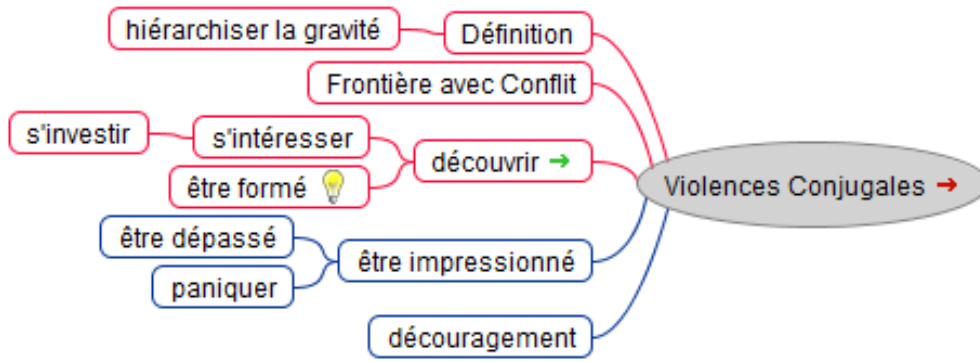 hiérarchiser la gravité
Définition
Frontière avec Conflit
s'investir
s'intéresser
être formé
découvrir
Violences Conjugales
être dépassé
paniquer
être impressionné
découragement